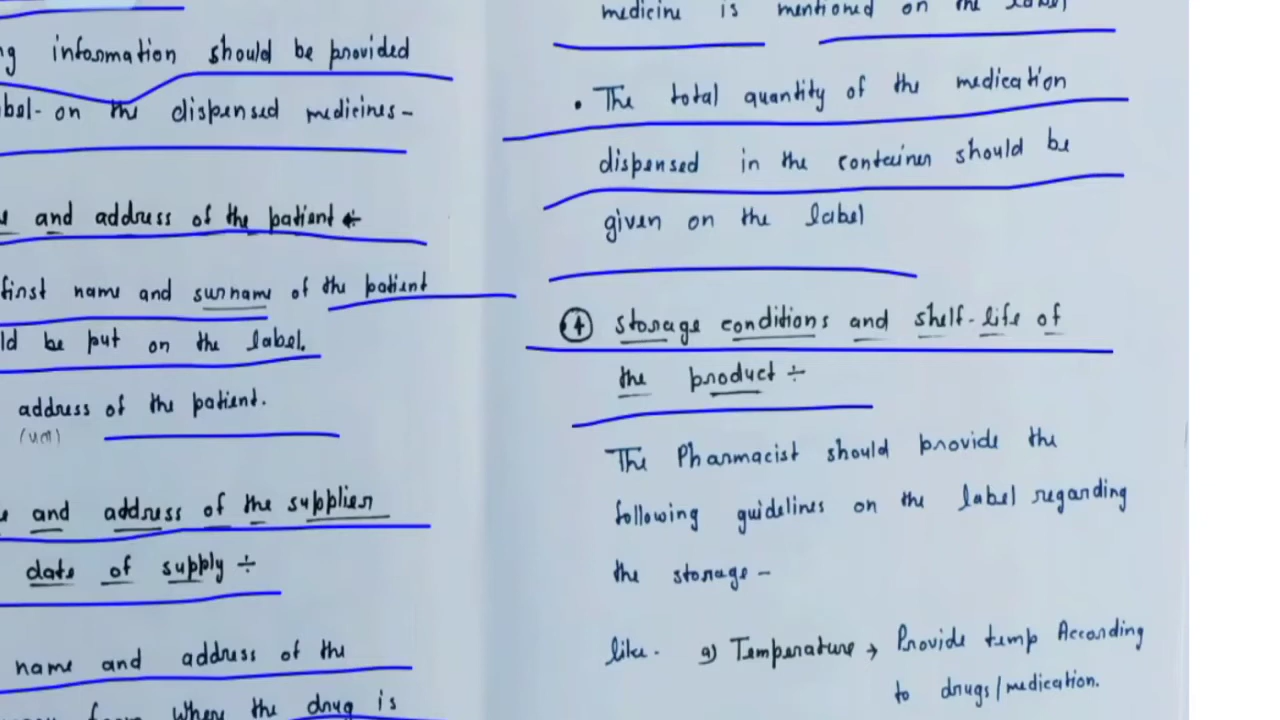 information should be provided
on the dispensed medicines-
and address of the patient ÷
first name and surname of the patient
be put on the label.
address of the patient.
and address of the supplier
date of supply ÷
name and address of the
where the drug is
medicine is mentioned on the label
• The total quantity of the medication
dispensed in the container should be
given on the label
④ Storage conditions and shelf-life of
the product ÷
The Pharmacist should provide the
following guidelines on the label regarding
the storage -
like. a) Temperature → Provide temp According
to drugs/medication.